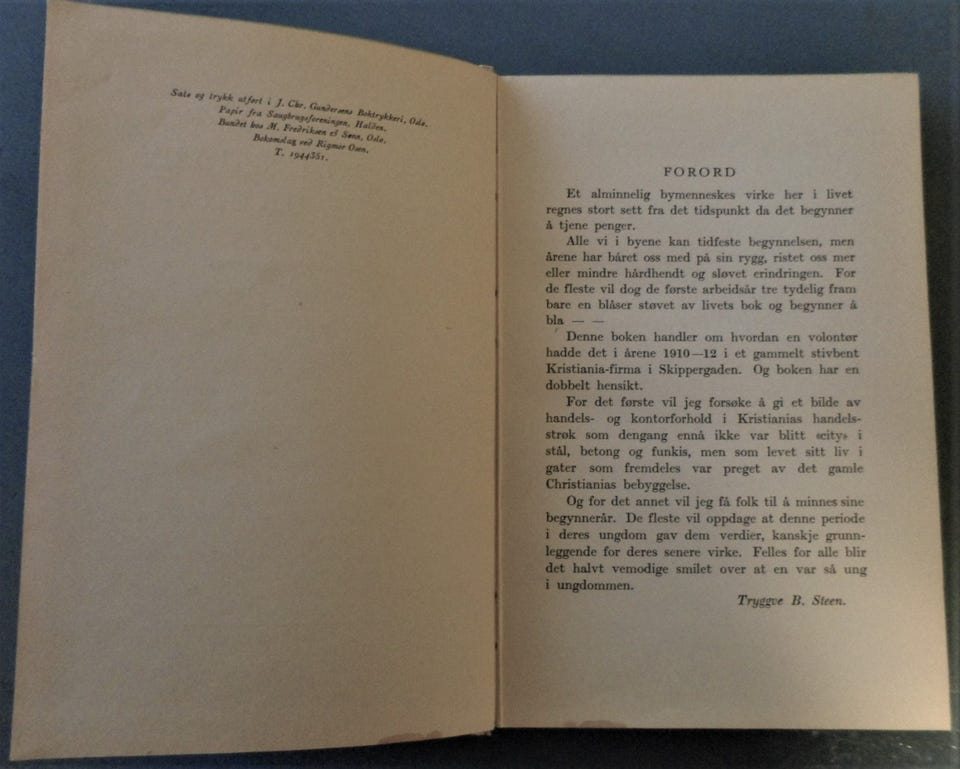 Sats og trykk utført i J. Chr. Gundersens Boktrykkeri, Oslo.
Papir fra Saugbrugsforeningen, Halden.
Bundet hos M. Fredriksen & Sønn, Oslo.
Bokomslag ved Rigmor Osen.
T. 1944551.
FORORD
Et alminnelig bymenneskes virke her i livet
regnes stort sett fra det tidspunkt da det begynner
å tjene penger.
Alle vi i byene kan tidfeste begynnelsen, men
årene har båret oss med på sin rygg, ristet oss mer
eller mindre hårdhendt og sløvet erindringen. For
de fleste vil dog de første arbeidsår tre tydelig fram
bare en blåser støvet av livets bok og begynner å
bla — —
Denne boken handler om hvordan en volontør
hadde det i årene 1910—12 i et gammelt stivbent
Kristiania-firma i Skippergaden. Og boken har en
dobbelt hensikt.
For det første vil jeg forsøke å gi et bilde av
handels- og kontorforhold i Kristianias handels-
strøk som dengang ennå ikke var blitt «city» i
stål, betong og funkis, men som levet sitt liv i
gater som fremdeles var preget av det gamle
Christianias bebyggelse.
Og for det annet vil jeg få folk til å minnes sine
begynnerår. De fleste vil oppdage at denne periode
i deres ungdom gav dem verdier, kanskje grunn-
leggende for deres senere virke. Felles for alle blir
det halvt vemodige smilet over at en var så ung
i ungdommen.
Tryggve B. Steen.